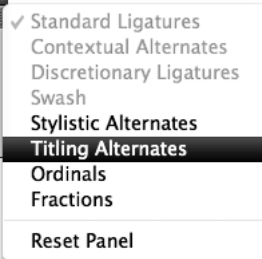 ✓ Standard Ligatures
Contextual Alternates
Discretionary Ligatures
Swash
Stylistic Alternates
Titling Alternates
Ordinals
Fractions
Reset Panel